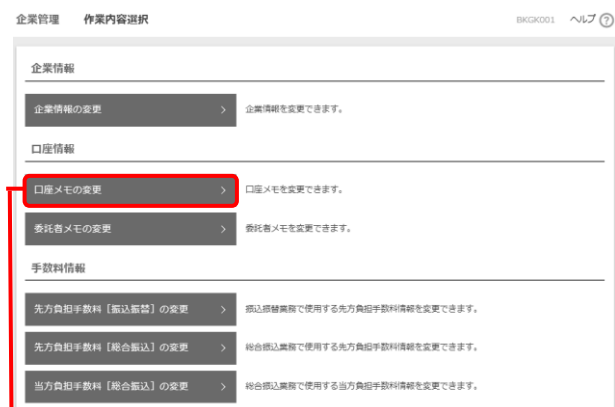 企業管理 作業内容選択 BKGK001 ヘルプ ?
企業情報
企業情報の変更 > 企業情報を変更できます。
口座情報
口座メモの変更 > 口座メモを変更できます。
委託者メモの変更 > 委託者メモを変更できます。
手数料情報
先方負担手数料［振込振替］の変更 > 振込振替業務で使用する先方負担手数料情報を変更できます。
先方負担手数料［総合振込］の変更 > 総合振込業務で使用する先方負担手数料情報を変更できます。
当方負担手数料［総合振込］の変更 > 総合振込業務で使用する当方負担手数料情報を変更できます。